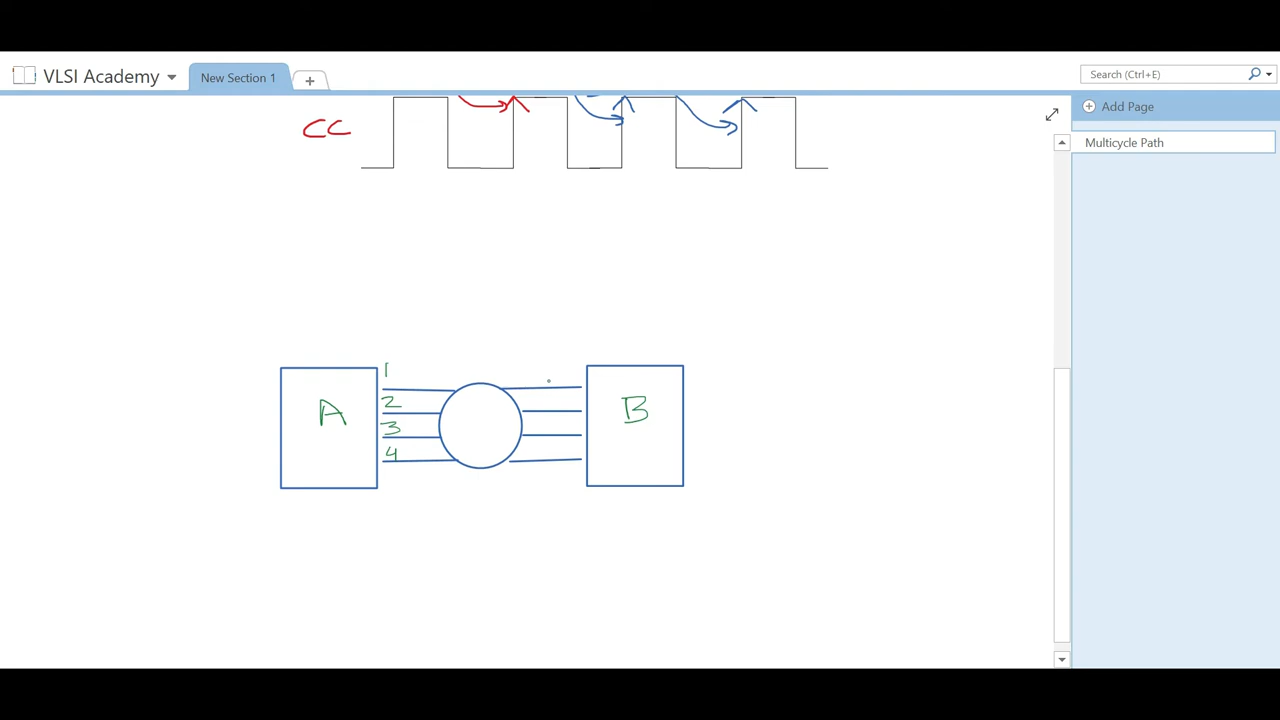 VLSI Academy
New Section 1
+
Search (Ctrl+E)
Add Page
Multicycle Path
CC
1
2
3
4
A
B